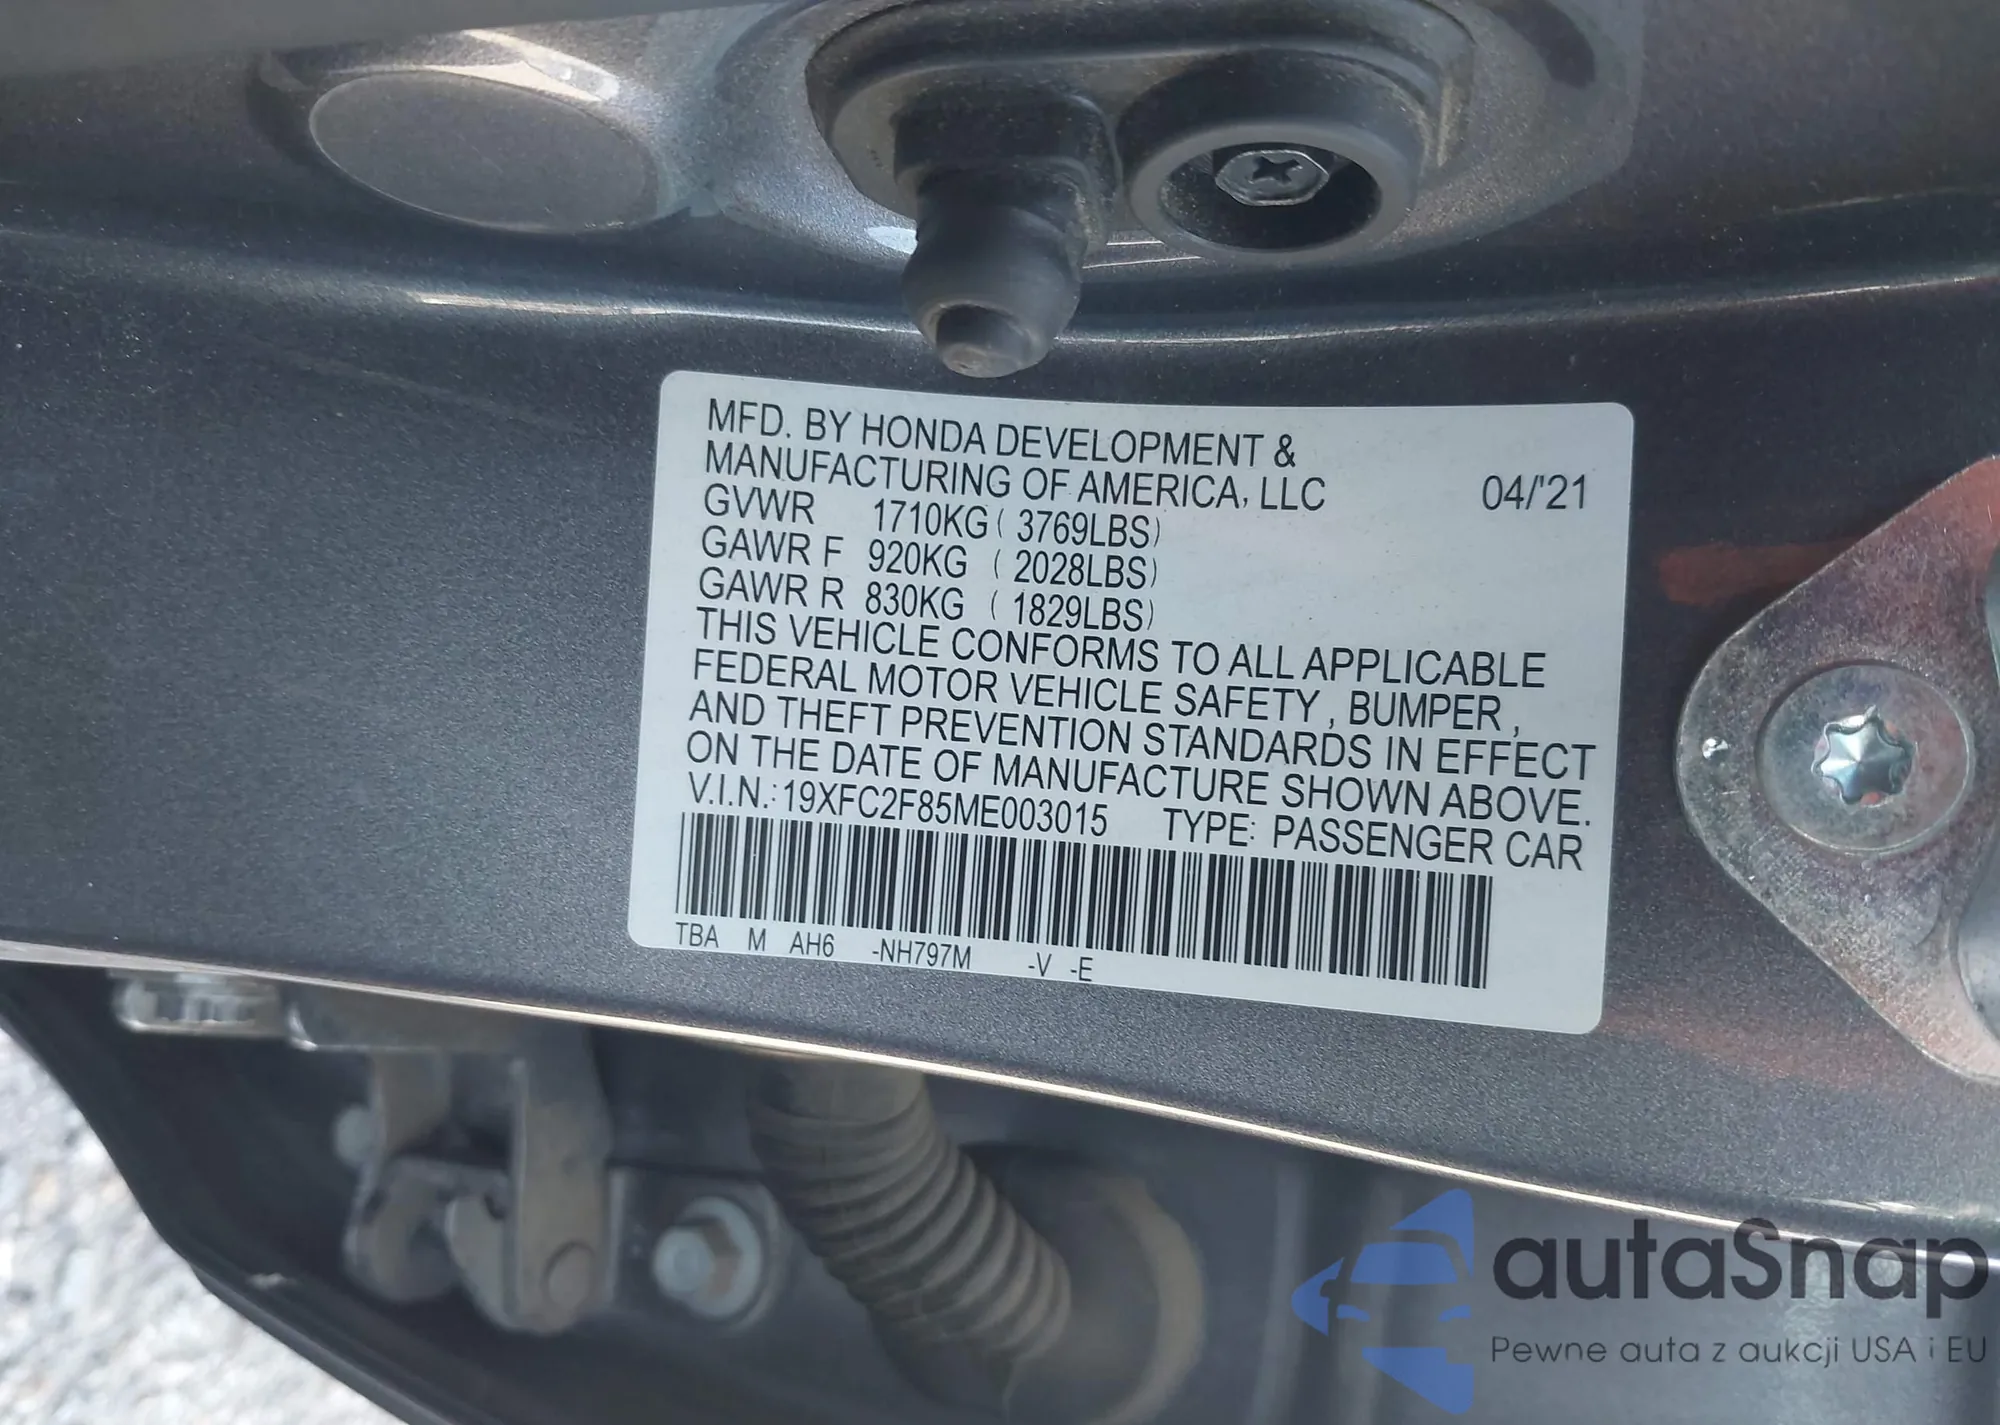 MFD. BY HONDA DEVELOPMENT &
MANUFACTURING OF AMERICA, LLC 04/'21
GVWR 1710KG ( 3769LBS)
GAWR F 920KG ( 2028LBS)
GAWR R 830KG ( 1829LBS)
THIS VEHICLE CONFORMS TO ALL APPLICABLE
FEDERAL MOTOR VEHICLE SAFETY , BUMPER ,
AND THEFT PREVENTION STANDARDS IN EFFECT
ON THE DATE OF MANUFACTURE SHOWN ABOVE.
V.I.N.: 19XFC2F85ME003015 TYPE: PASSENGER CAR
TBA M AH6 -NH797M -V -E
autaSnap
Pewne auta z aukcji USA i EU